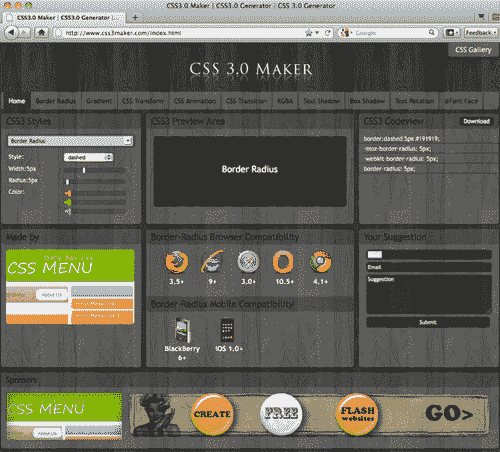 CSS3.0 Maker | CSS3.0 Generator | CSS 3.0 Generator
CSS3.0 Maker | CSS3.0 Generator |...
http://www.css3maker.com/index.html
Google
Feedback
CSS Gallery
CSS 3.0 MAKER
Home
Border Radius
Gradient
CSS Transform
CSS Animation
CSS Transition
RGBA
Text Shadow
Box Shadow
Text Rotation
@Font Face
CSS3 Styles
Border Radius
Style:
dashed
Width:5px
Radius:5px
Color:
CSS3 Preview Area
Border Radius
CSS3 Codeview
Download
border:dashed 5px #191919;
-moz-border-radius: 5px;
-webkit-border-radius: 5px;
border-radius: 5px;
Made by
CSS MENU
About Us
Border-Radius Browser Compatibility
3.5+
9+
3.0+
10.5+
4.1+
Border-Radius Mobile Compatibility
BlackBerry
6+
iOS 1.0+
Your Suggestion
Email
Suggestion
Submit
Sponsors
CSS MENU
About Us
CREATE
FREE
FLASH
websites
GO>